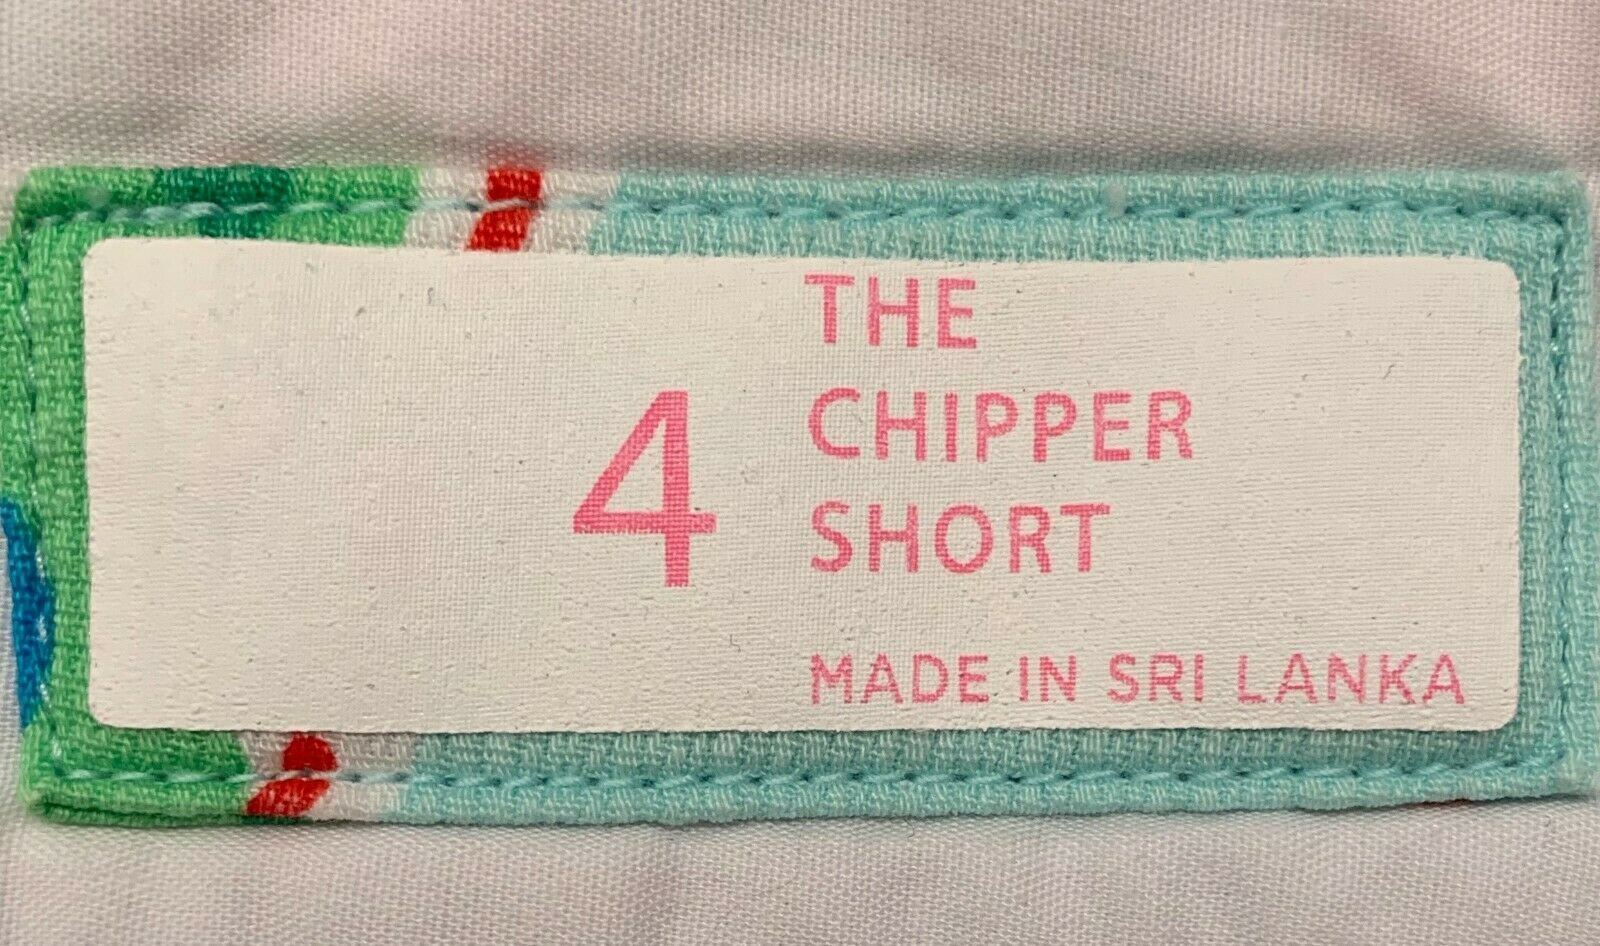 4
THE
CHIPPER
SHORT
MADE IN SRI LANKA